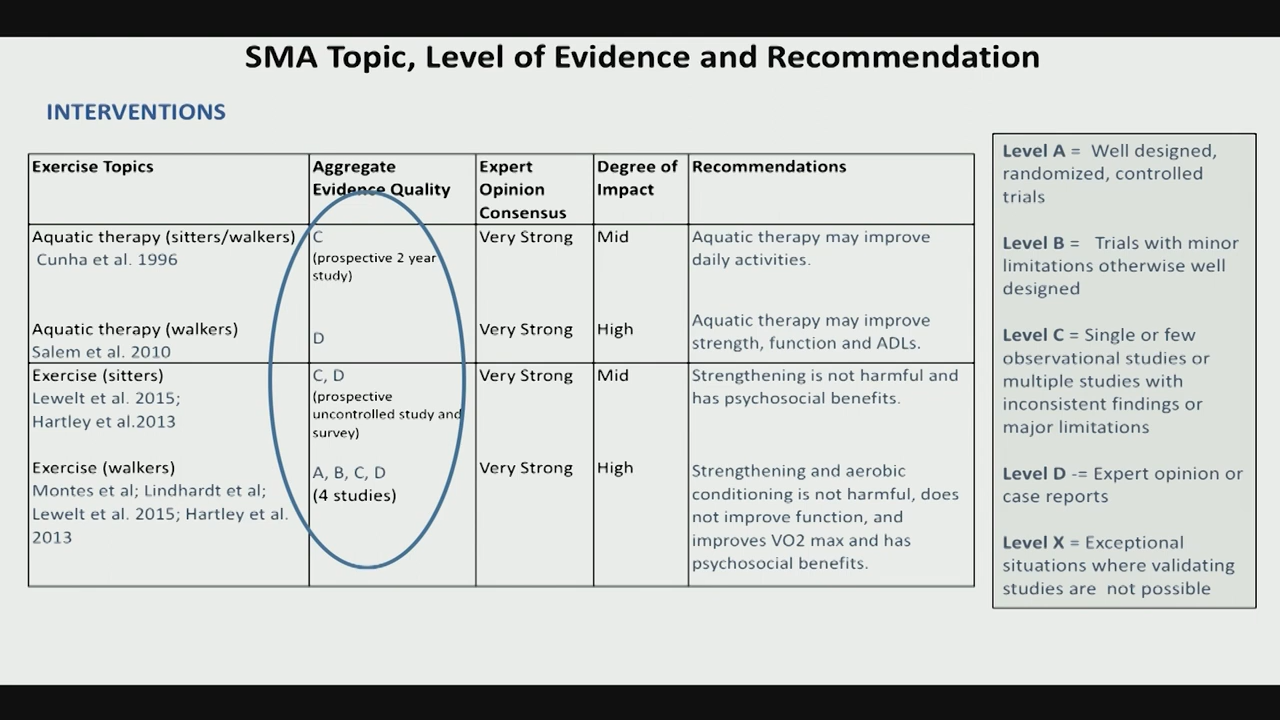 SMA Topic, Level of Evidence and Recommendation
INTERVENTIONS
Exercise Topics
Aggregate
Evidence Quality
Expert
Opinion
Consensus
Degree of
Impact
Recommendations
Aquatic therapy (sitters/walkers)
Cunha et al. 1996
C
(prospective 2 year
study)
Very Strong
Mid
Aquatic therapy may improve
daily activities.
Aquatic therapy (walkers)
Salem et al. 2010
D
Very Strong
High
Aquatic therapy may improve
strength, function and ADLs.
Exercise (sitters)
Lewelt et al. 2015;
Hartley et al.2013
C, D
(prospective
uncontrolled study and
survey)
Very Strong
Mid
Strengthening is not harmful and
has psychosocial benefits.
Exercise (walkers)
Montes et al; Lindhardt et al;
Lewelt et al. 2015; Hartley et al.
2013
A, B, C, D
(4 studies)
Very Strong
High
Strengthening and aerobic
conditioning is not harmful, does
not improve function, and
improves VO2 max and has
psychosocial benefits.
Level A = Well designed,
randomized, controlled
trials
Level B = Trials with minor
limitations otherwise well
designed
Level C = Single or few
observational studies or
multiple studies with
inconsistent findings or
major limitations
Level D -= Expert opinion or
case reports
Level X = Exceptional
situations where validating
studies are not possible